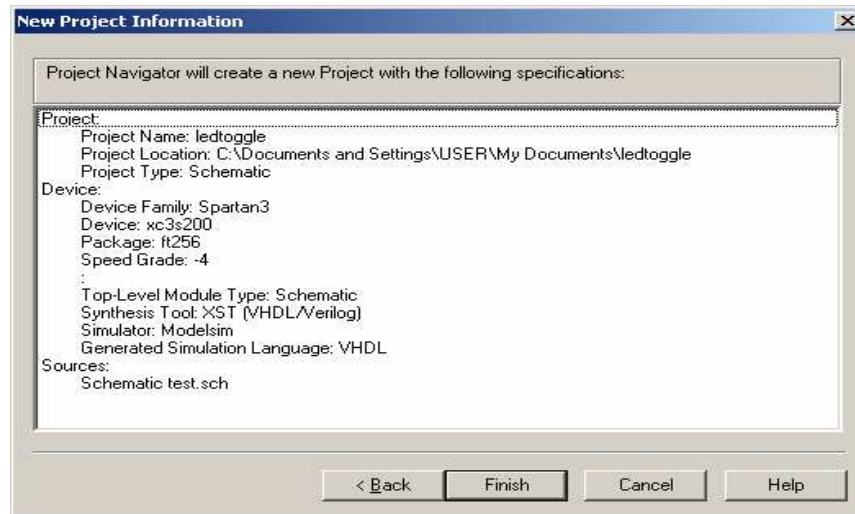 New Project Information
Project Navigator will create a new Project with the following specifications:
Project:
Project Name: ledtoggle
Project Location: C:\Documents and Settings\USER\My Documents\ledtoggle
Project Type: Schematic
Device:
Device Family: Spartan3
Device: xc3s200
Package: ft256
Speed Grade: -4
:
Top-Level Module Type: Schematic
Synthesis Tool: XST (VHDL/Verilog)
Simulator: Modelsim
Generated Simulation Language: VHDL
Sources:
Schematic test.sch
< Back Finish Cancel Help